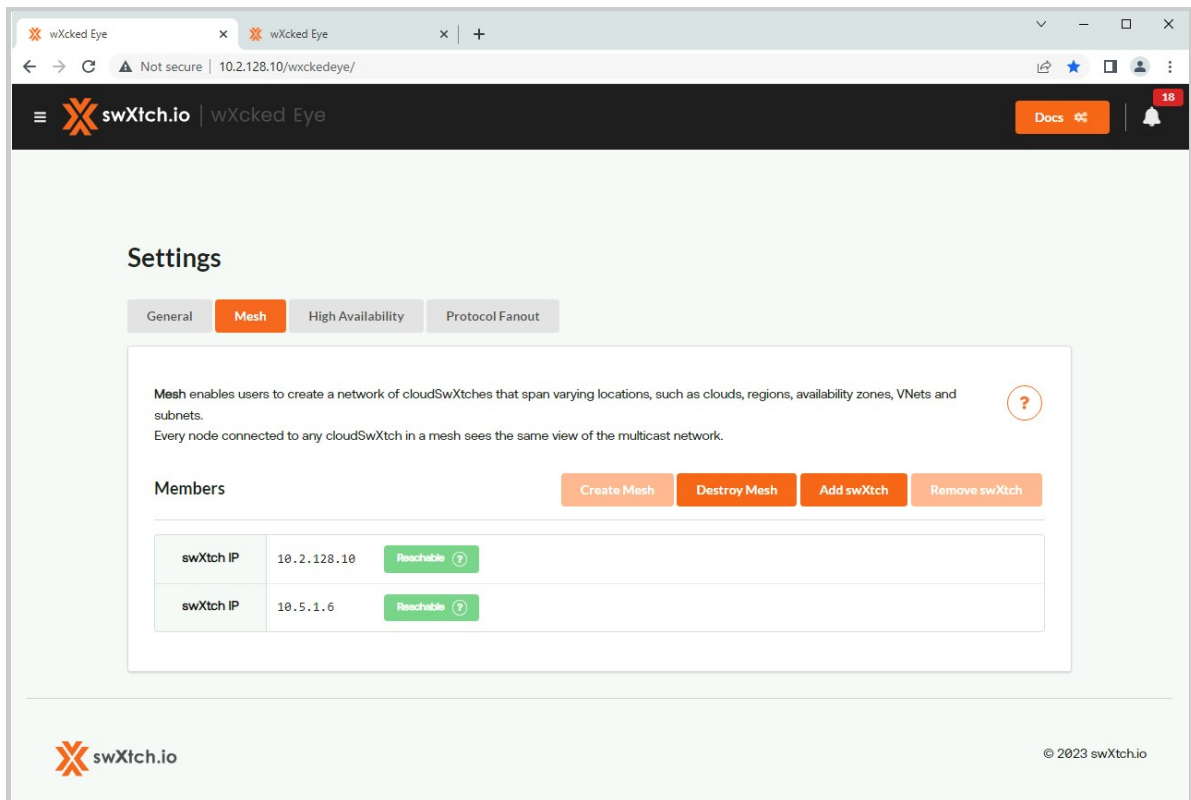 wXcked Eye
wXcked Eye
Not secure | 10.2.128.10/wxckedeye/
swXtch.io | wXcked Eye
Docs
18
Settings
General
Mesh
High Availability
Protocol Fanout
Mesh enables users to create a network of cloudSwXtches that span varying locations, such as clouds, regions, availability zones, VNets and
subnets.
Every node connected to any cloudSwXtch in a mesh sees the same view of the multicast network.
?
Members
Create Mesh
Destroy Mesh
Add swXtch
Remove swXtch
swXtch IP
10.2.128.10
Reachable ?
swXtch IP
10.5.1.6
Reachable ?
swXtch.io
© 2023 swXtch.io